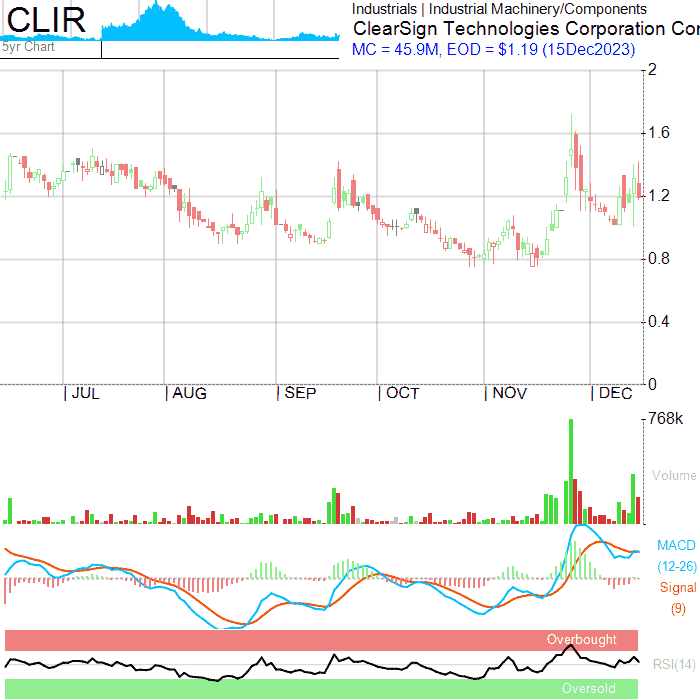 CLIR
5yr Chart
Industrials | Industrial Machinery/Components
ClearSign Technologies Corporation Cor
MC = 45.9M, EOD = $1.19 (15Dec2023)
2
1.6
1.2
0.8
0.4
0
| JUL | AUG | SEP | OCT | NOV | DEC
768k
Volume
MACD
(12-26)
Signal
(9)
Overbought
RSI(14)
Oversold